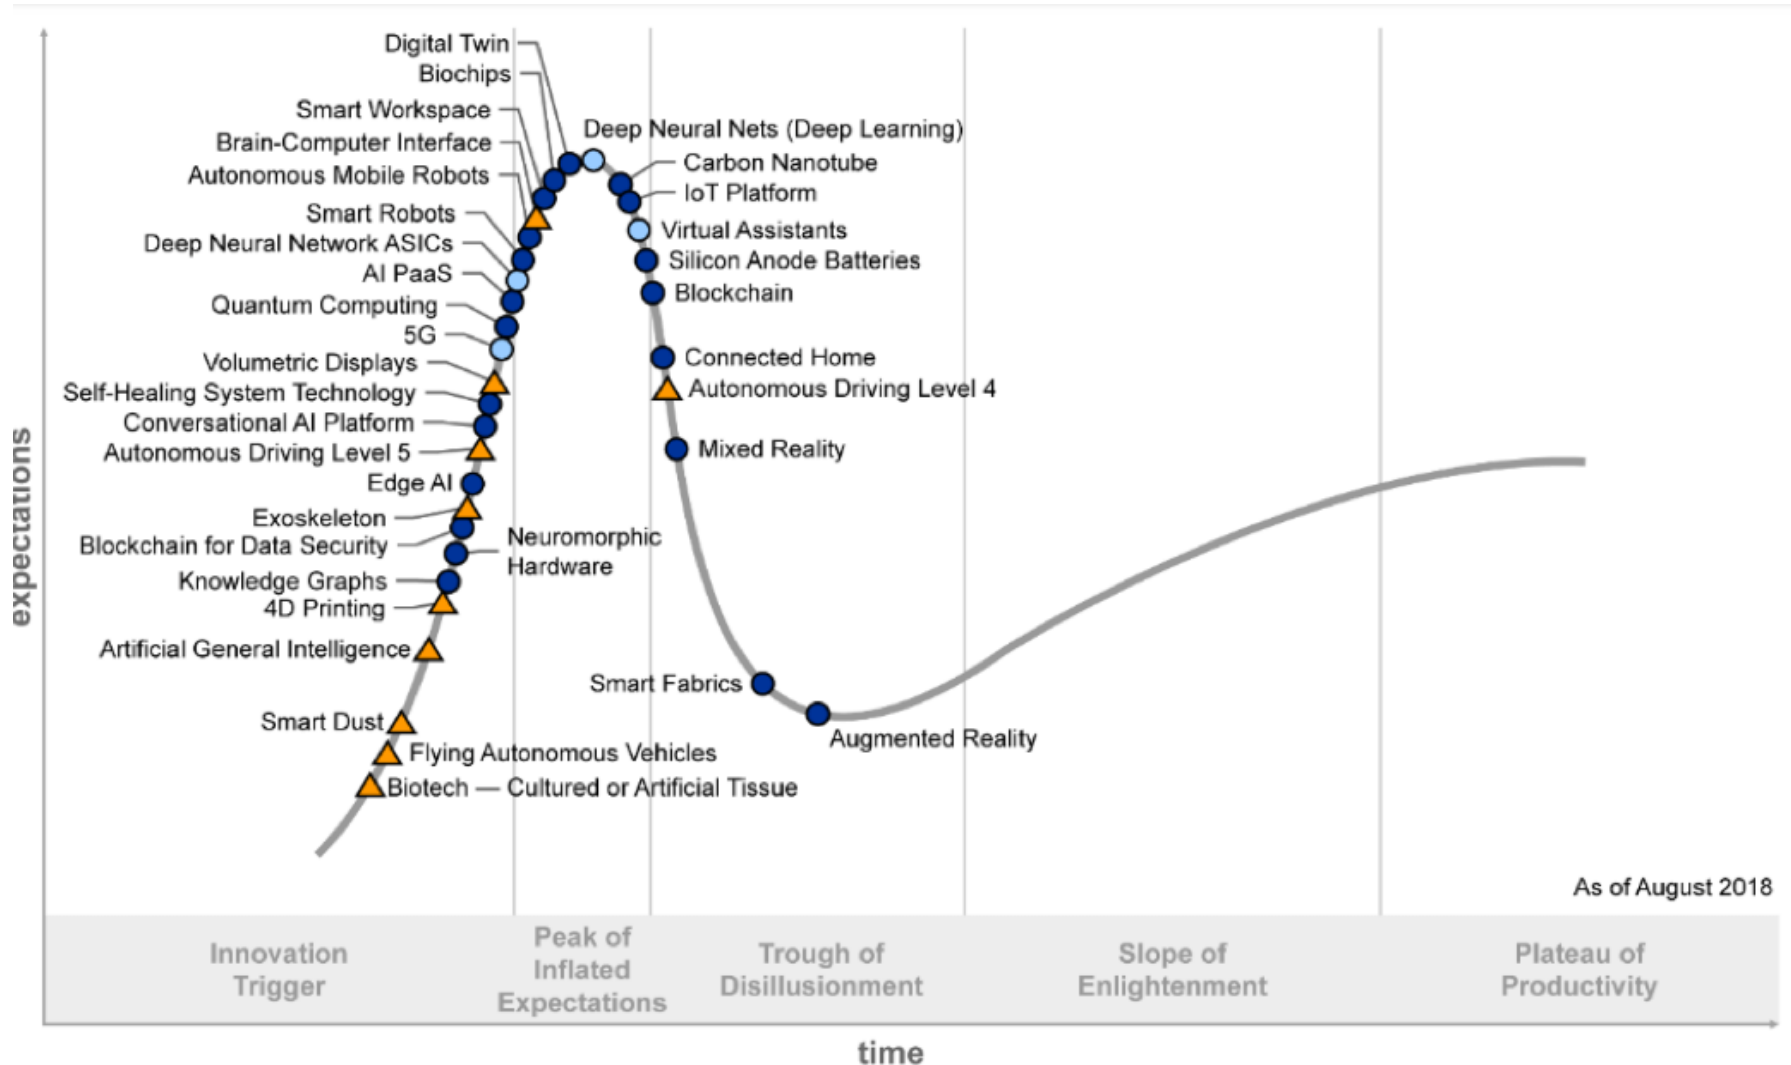 Digital Twin
Biochips
Smart Workspace
Brain-Computer Interface
Autonomous Mobile Robots
Smart Robots
Deep Neural Network ASICs
AI PaaS
Quantum Computing
5G
Volumetric Displays
Self-Healing System Technology
Conversational AI Platform
Autonomous Driving Level 5
Edge AI
Exoskeleton
Blockchain for Data Security
Neuromorphic
Hardware
Knowledge Graphs
4D Printing
Artificial General Intelligence
Smart Dust
Flying Autonomous Vehicles
Biotech — Cultured or Artificial Tissue
Deep Neural Nets (Deep Learning)
Carbon Nanotube
IoT Platform
Virtual Assistants
Silicon Anode Batteries
Blockchain
Connected Home
Autonomous Driving Level 4
Mixed Reality
Smart Fabrics
Augmented Reality
As of August 2018
expectations
Innovation
Trigger
Peak of
Inflated
Expectations
Trough of
Disillusionment
Slope of
Enlightenment
Plateau of
Productivity
time